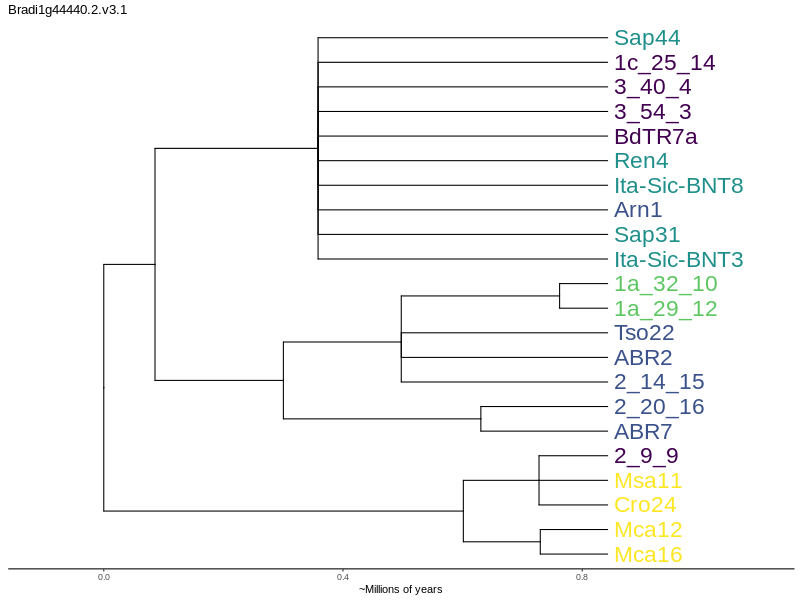 Bradi1g44440.2.v3.1
Sap44
1c_25_14
3_40_4
3_54_3
BdTR7a
Ren4
Ita-Sic-BNT8
Arn1
Sap31
Ita-Sic-BNT3
1a_32_10
1a_29_12
Tso22
ABR2
2_14_15
2_20_16
ABR7
2_9_9
Msa11
Cro24
Mca12
Mca16
0.0 0.4 0.8
~Millions of years